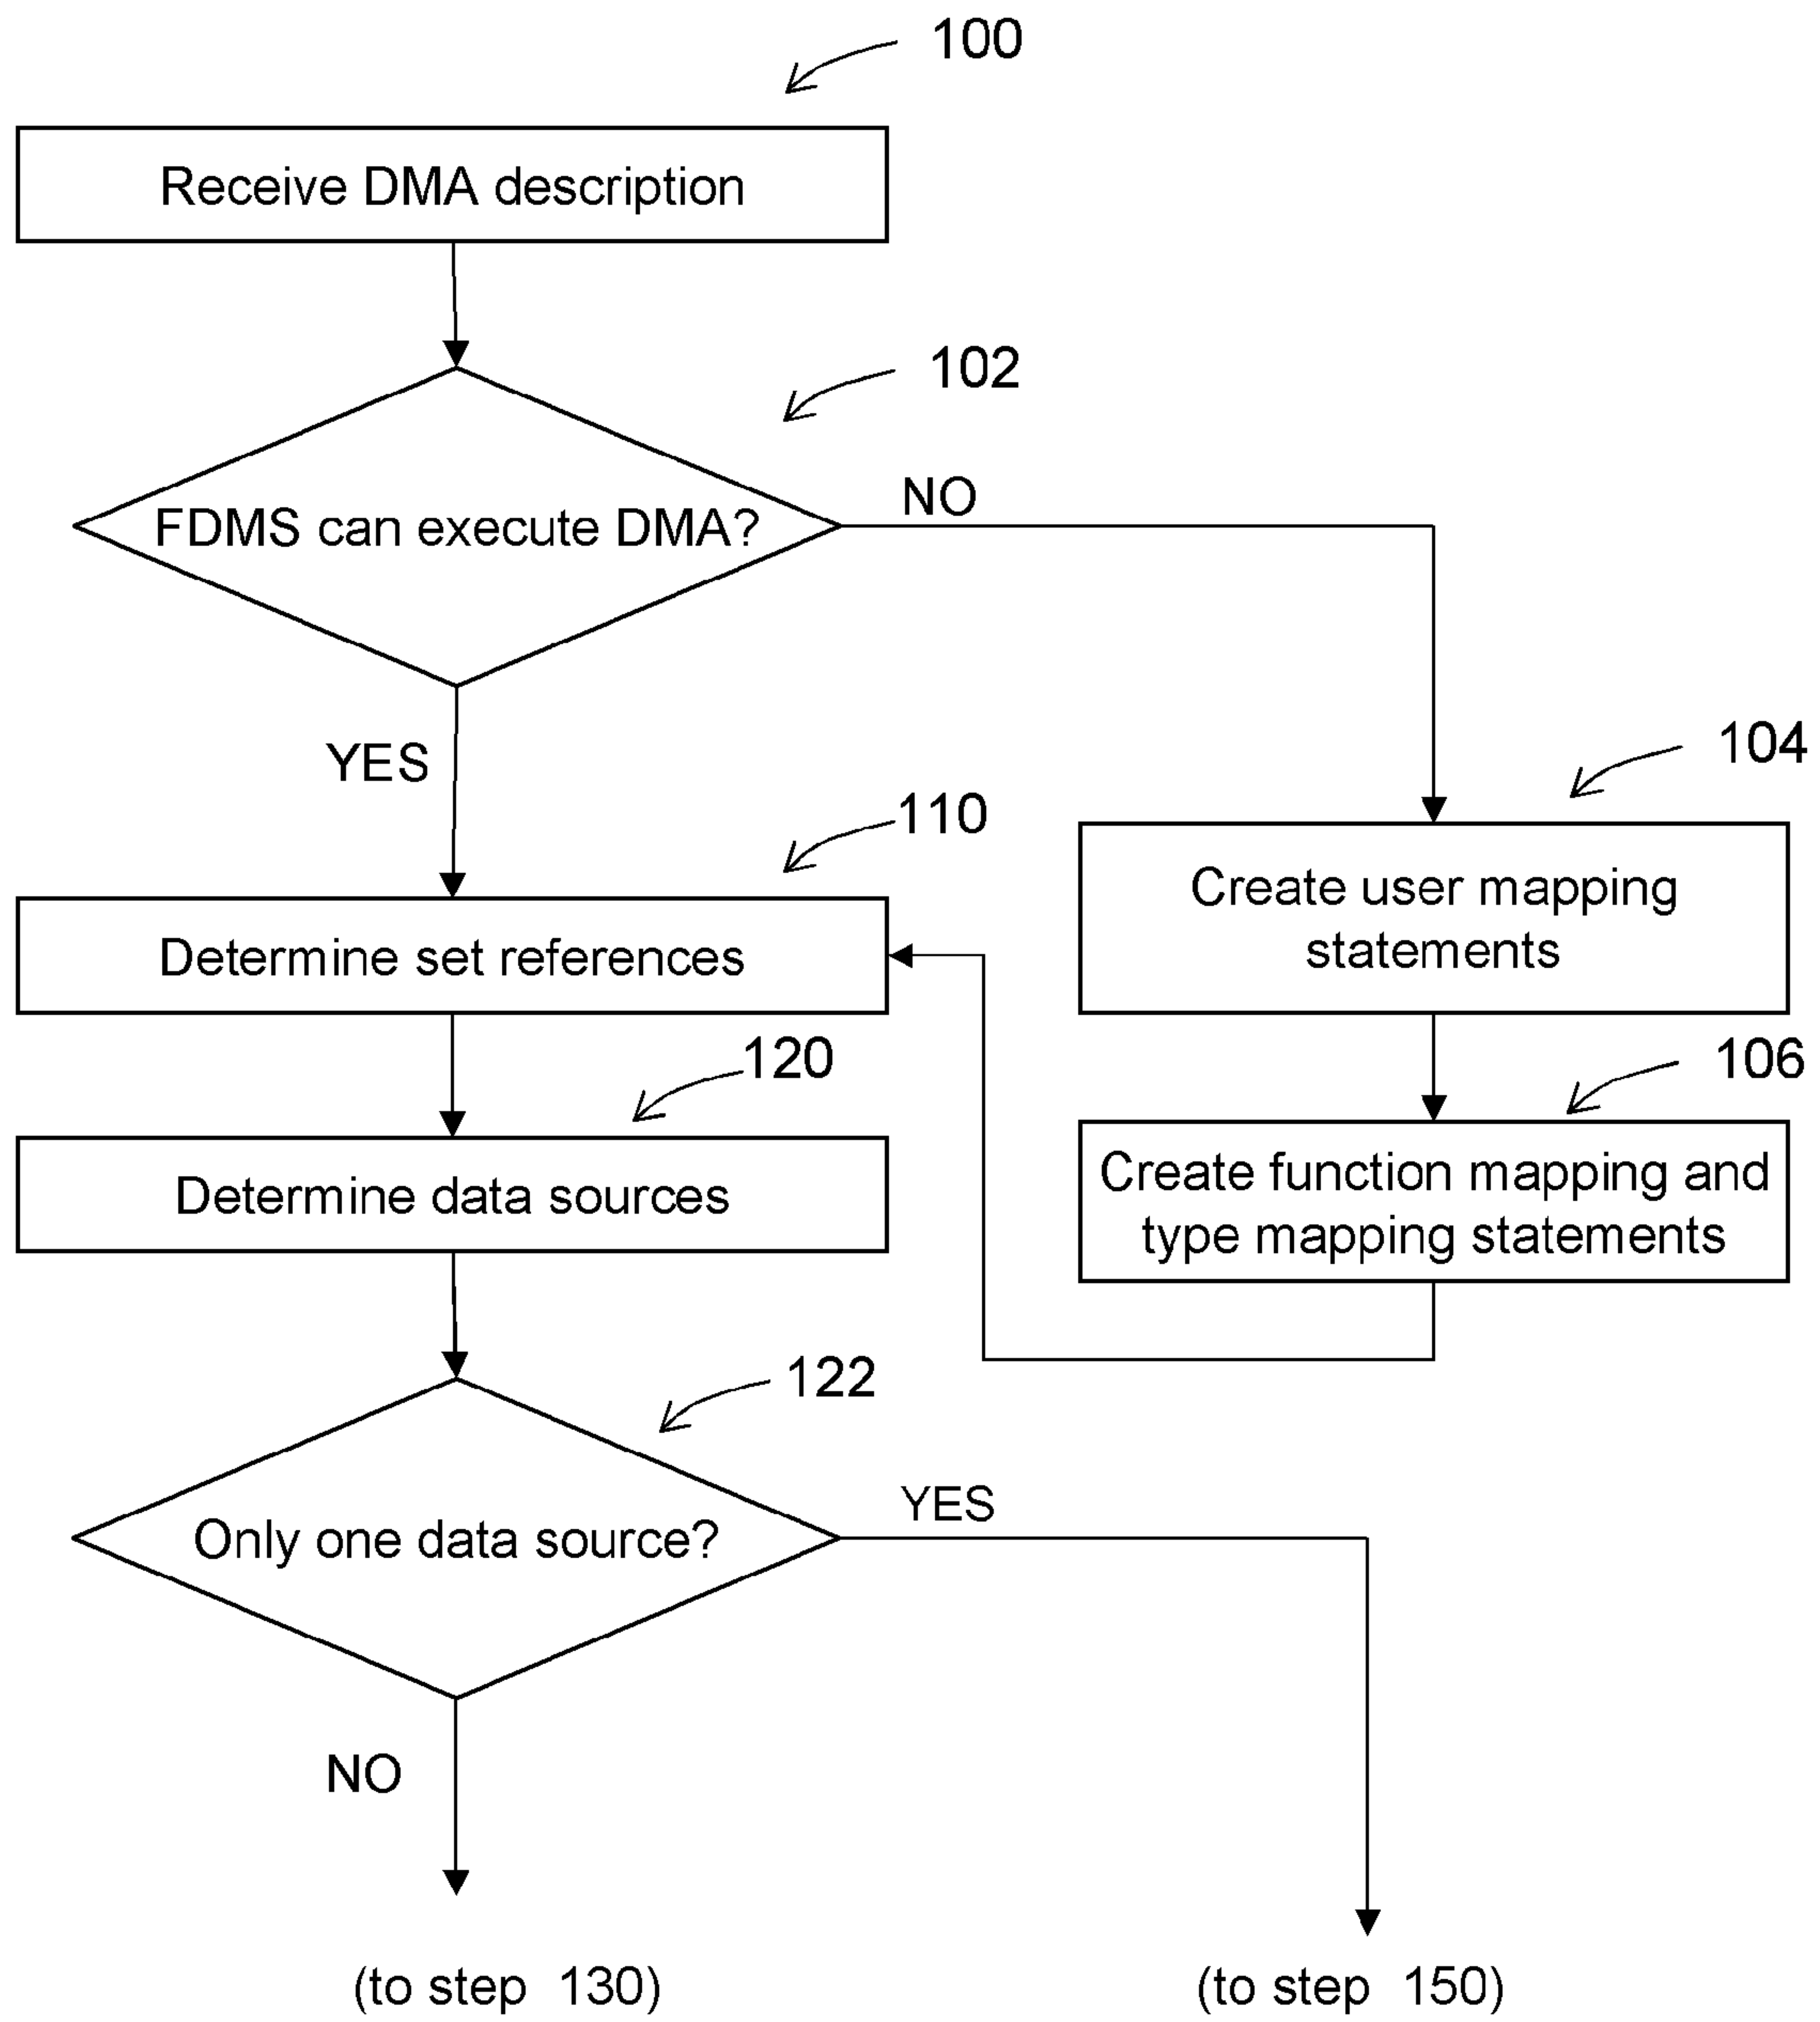 100
Receive DMA description
102
FDMS can execute DMA?
NO
YES
104
110
Create user mapping
statements
Determine set references
120
106
Create function mapping and
type mapping statements
Determine data sources
122
YES
Only one data source?
NO
(to step 130)
(to step 150)